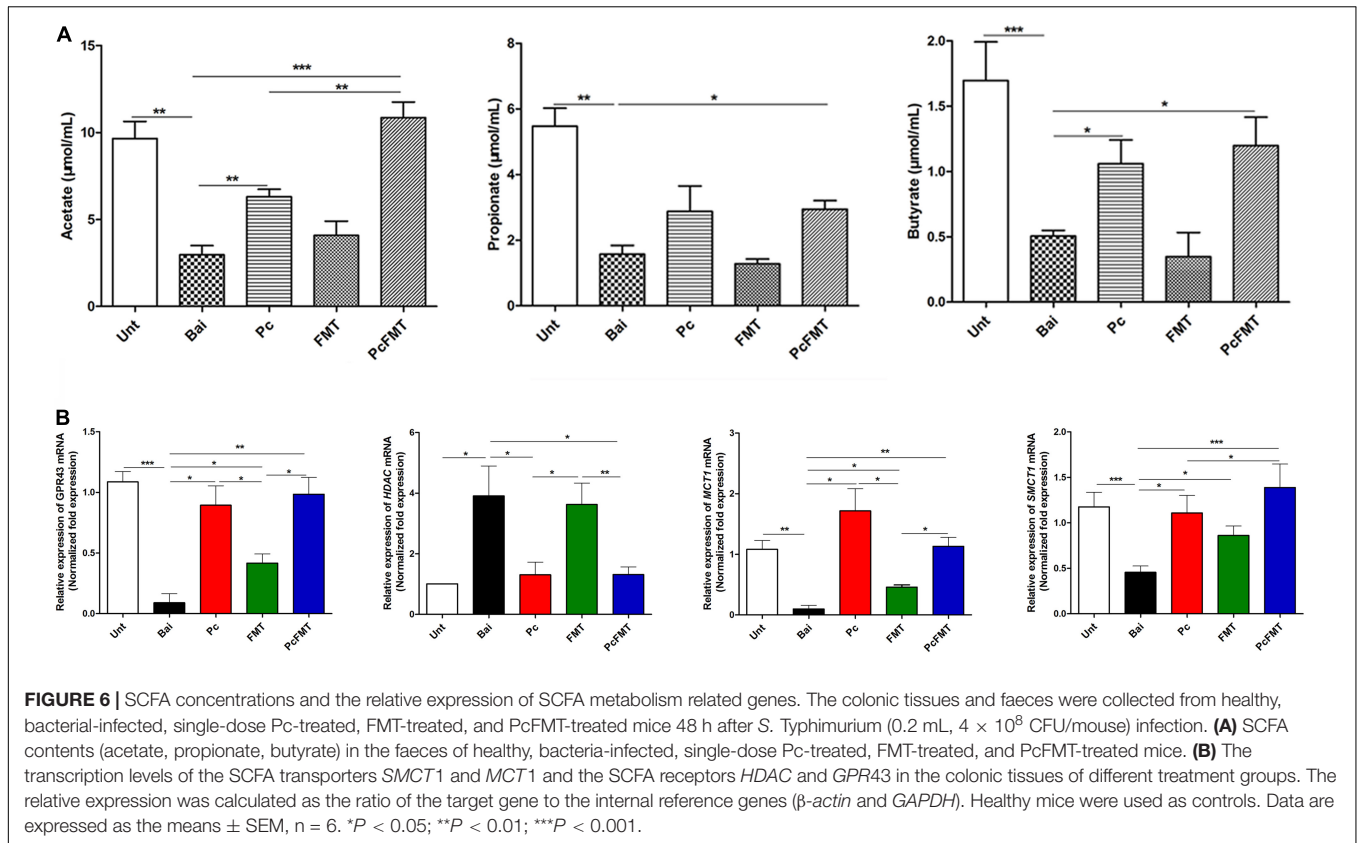 A
15
10
5
0
Acetate (µmol/mL)
**
***
**
**
Unt
Bai
Pc
FMT
PcFMT
8
6
4
2
0
Propionate (µmol/mL)
**
*
Unt
Bai
Pc
FMT
PcFMT
2.0
1.5
1.0
0.5
0.0
Butyrate (µmol/mL)
***
*
*
Unt
Bai
Pc
FMT
PcFMT
B
Relative expression of GPR43 mRNA
(Normalized fold expression)
1.5
1.0
0.5
0.0
**
***
*
*
*
*
Unt
Bai
Pc
FMT
PcFMT
Relative expression of HDAC mRNA
(Normalized fold expression)
6
4
2
0
*
*
*
*
**
Unt
Bai
Pc
FMT
PcFMT
Relative expression of MCT1 mRNA
(Normalized fold expression)
3
2
1
0
**
*
*
*
**
*
Unt
Bai
Pc
FMT
PcFMT
Relative expression of SMCT1 mRNA
(Normalized fold expression)
1.5
1.0
0.5
0.0
2.0
***
*
***
*
*
Unt
Bai
Pc
FMT
PcFMT
FIGURE 6 | SCFA concentrations and the relative expression of SCFA metabolism related genes. The colonic tissues and faeces were collected from healthy,
bacterial-infected, single-dose Pc-treated, FMT-treated, and PcFMT-treated mice 48 h after S. Typhimurium (0.2 mL, 4 × 10⁸ CFU/mouse) infection. (A) SCFA
contents (acetate, propionate, butyrate) in the faeces of healthy, bacteria-infected, single-dose Pc-treated, FMT-treated, and PcFMT-treated mice. (B) The
transcription levels of the SCFA transporters SMCT1 and MCT1 and the SCFA receptors HDAC and GPR43 in the colonic tissues of different treatment groups. The
relative expression was calculated as the ratio of the target gene to the internal reference genes (β-actin and GAPDH). Healthy mice were used as controls. Data are
expressed as the means ± SEM, n = 6. *P < 0.05; **P < 0.01; ***P < 0.001.